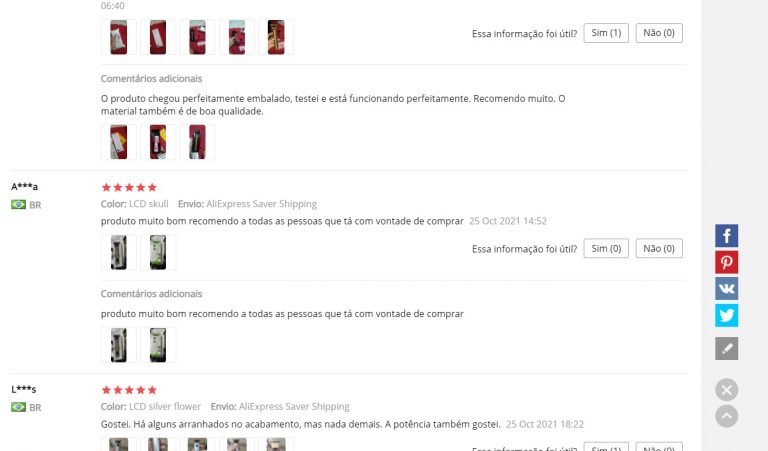 06:40
Essa informação foi útil? Sim (1) Não (0)
Comentários adicionais
O produto chegou perfeitamente embalado, testei e está funcionando perfeitamente. Recomendo muito. O
material também é de boa qualidade.
A***a
BR
Color: LCD skull Envio: AliExpress Saver Shipping
produto muito bom recomendo a todas as pessoas que tá com vontade de comprar 25 Oct 2021 14:52
Essa informação foi útil? Sim (0) Não (0)
Comentários adicionais
produto muito bom recomendo a todas as pessoas que tá com vontade de comprar
L***s
BR
Color: LCD silver flower Envio: AliExpress Saver Shipping
Gostei. Há alguns arranhados no acabamento, mas nada demais. A potência também gostei. 25 Oct 2021 18:22
Essa informação foi útil? Sim (1) Não (0)